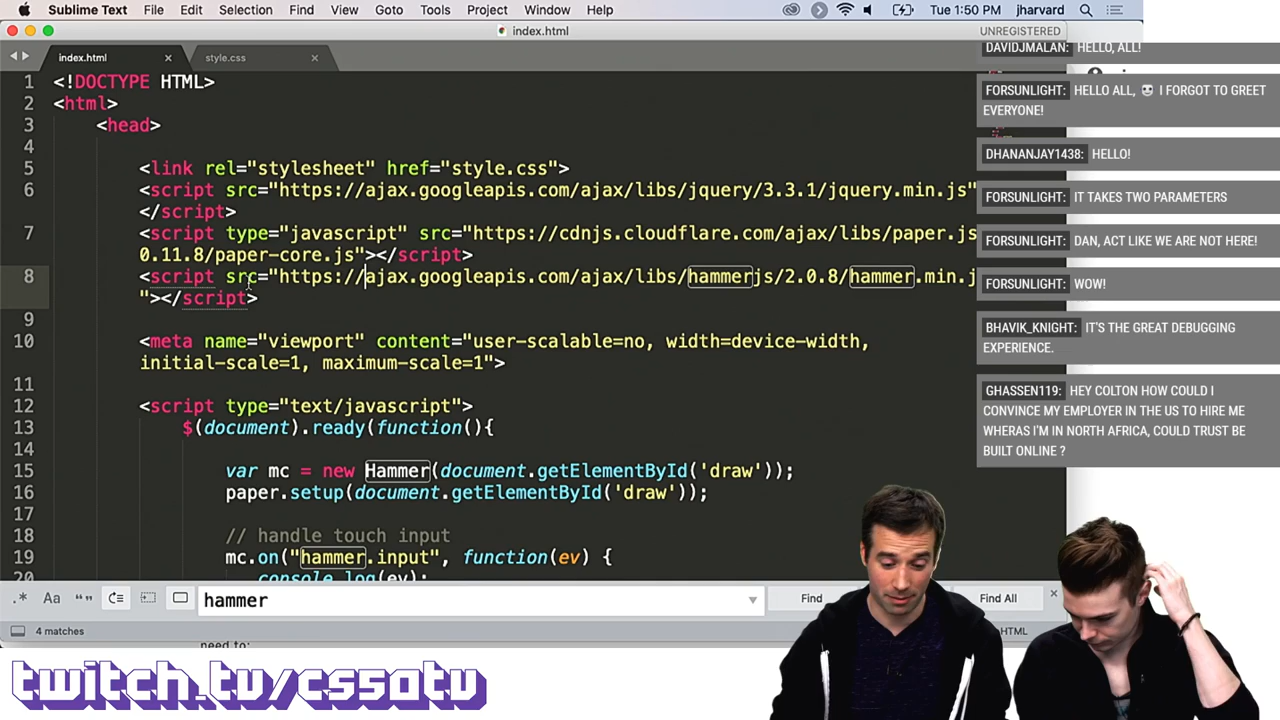 Sublime Text File Edit Selection Find View Goto Tools Project Window Help Tue 1:50 PM jharvard
index.html UNREGISTERED
index.html × style.css ×
1 <!DOCTYPE HTML>
2 <html>
3 <head>
4
5 <link rel="stylesheet" href="style.css">
6 <script src="https://ajax.googleapis.com/ajax/libs/jquery/3.3.1/jquery.min.js"
</script>
7 <script type="javascript" src="https://cdnjs.cloudflare.com/ajax/libs/paper.js
0.11.8/paper-core.js"></script>
8 <script src="https://ajax.googleapis.com/ajax/libs/hammerjs/2.0.8/hammer.min.j
"></script>
9
10 <meta name="viewport" content="user-scalable=no, width=device-width,
initial-scale=1, maximum-scale=1">
11
12 <script type="text/javascript">
13 $(document).ready(function(){
14
15 var mc = new Hammer(document.getElementById('draw'));
16 paper.setup(document.getElementById('draw'));
17
18 // handle touch input
19 mc.on("hammer.input", function(ev) {
20 console.log(ev);
.* Aa “” hammer Find Find All ×
4 matches HTML
need to:
DAVIDJMALAN: HELLO, ALL!
FORSUNLIGHT: HELLO ALL, I FORGOT TO GREET
EVERYONE!
DHANANJAY1438: HELLO!
FORSUNLIGHT: IT TAKES TWO PARAMETERS
FORSUNLIGHT: DAN, ACT LIKE WE ARE NOT HERE!
FORSUNLIGHT: WOW!
BHAVIK_KNIGHT: IT'S THE GREAT DEBUGGING
EXPERIENCE.
GHASSEN119: HEY COLTON HOW COULD I
CONVINCE MY EMPLOYER IN THE US TO HIRE ME
WHERAS I'M IN NORTH AFRICA, COULD TRUST BE
BUILT ONLINE ?
twitch.tv/cs50tv